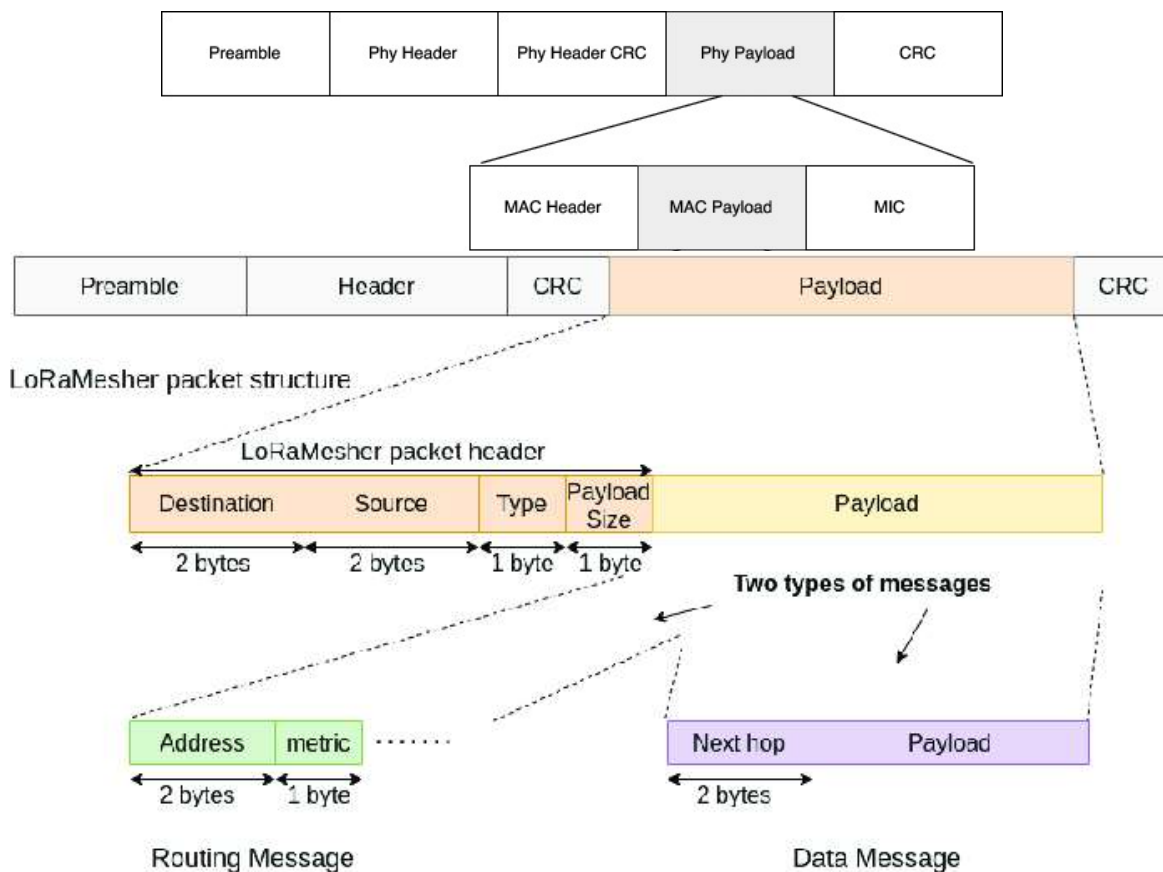 Preamble Phy Header Phy Header CRC Phy Payload CRC
MAC Header MAC Payload MIC
Preamble Header CRC Payload CRC
LoRaMesher packet structure
LoRaMesher packet header
Destination Source Type Payload Size Payload
2 bytes 2 bytes 1 byte 1 byte
Two types of messages
Address metric ....... Next hop Payload
2 bytes 1 byte 2 bytes
Routing Message Data Message